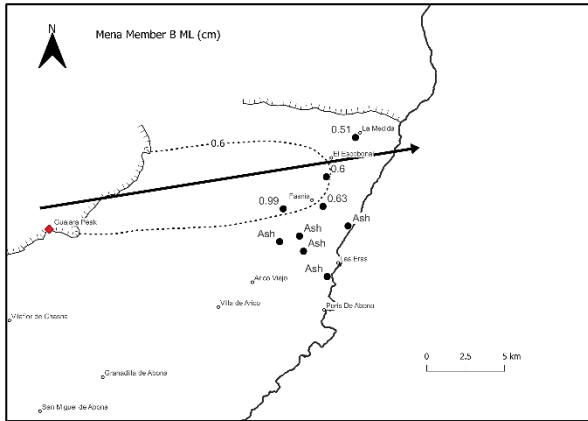 N
Mena Member B ML (cm)
0.51
La Medida
0.6
El Escobonal
0.6
Fasnia
0.63
0.99
Guajara Peak
Ash
Ash
Ash
Ash
Ash
Las Eras
Arico Viejo
Villa de Arico
Poris De Abona
Vilaflor de Chasna
0 2.5 5 km
Granadilla de Abona
San Miguel de Abona